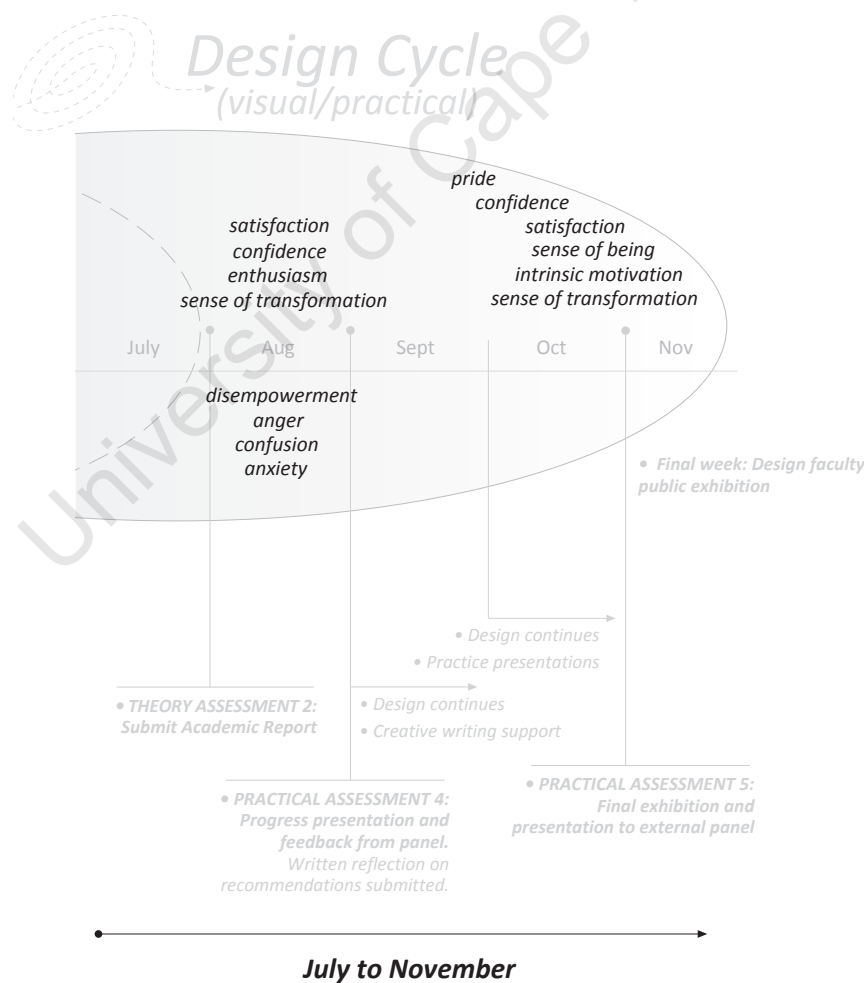 Design Cycle
(visual/practical)
University of Cape
pride
confidence
satisfaction
sense of being
intrinsic motivation
sense of transformation
satisfaction
confidence
enthusiasm
sense of transformation
July
Aug
Sept
Oct
Nov
disempowerment
anger
confusion
anxiety
• Final week: Design faculty
public exhibition
• Design continues
• Practice presentations
• THEORY ASSESSMENT 2:
Submit Academic Report
• Design continues
• Creative writing support
• PRACTICAL ASSESSMENT 4:
Progress presentation and
feedback from panel.
Written reflection on
recommendations submitted.
• PRACTICAL ASSESSMENT 5:
Final exhibition and
presentation to external panel
July to November